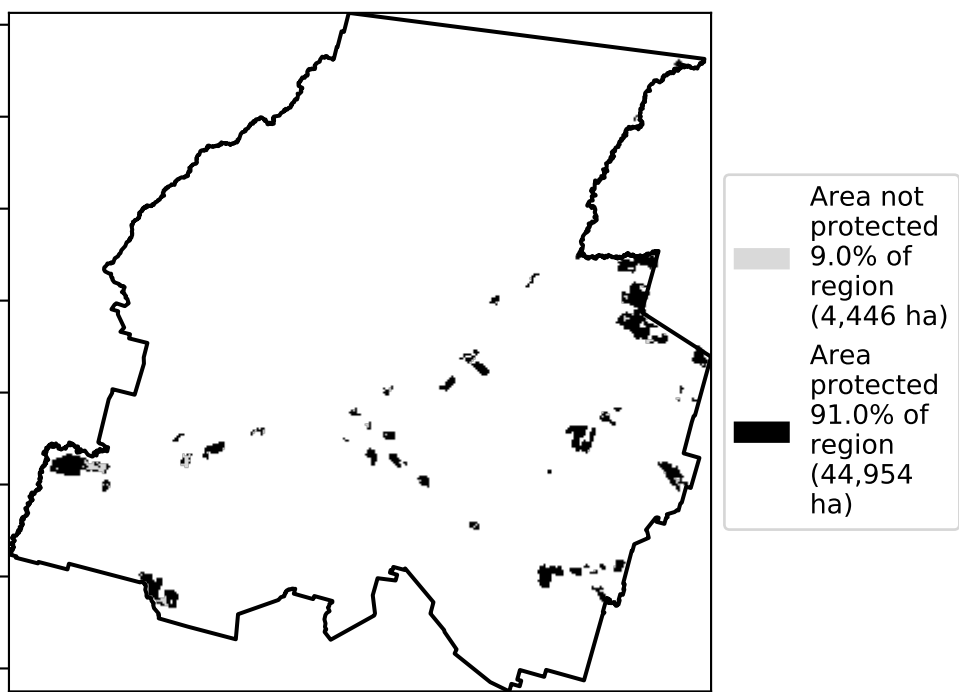 Area not
protected
9.0% of
region
(4,446 ha)
Area
protected
91.0% of
region
(44,954
ha)